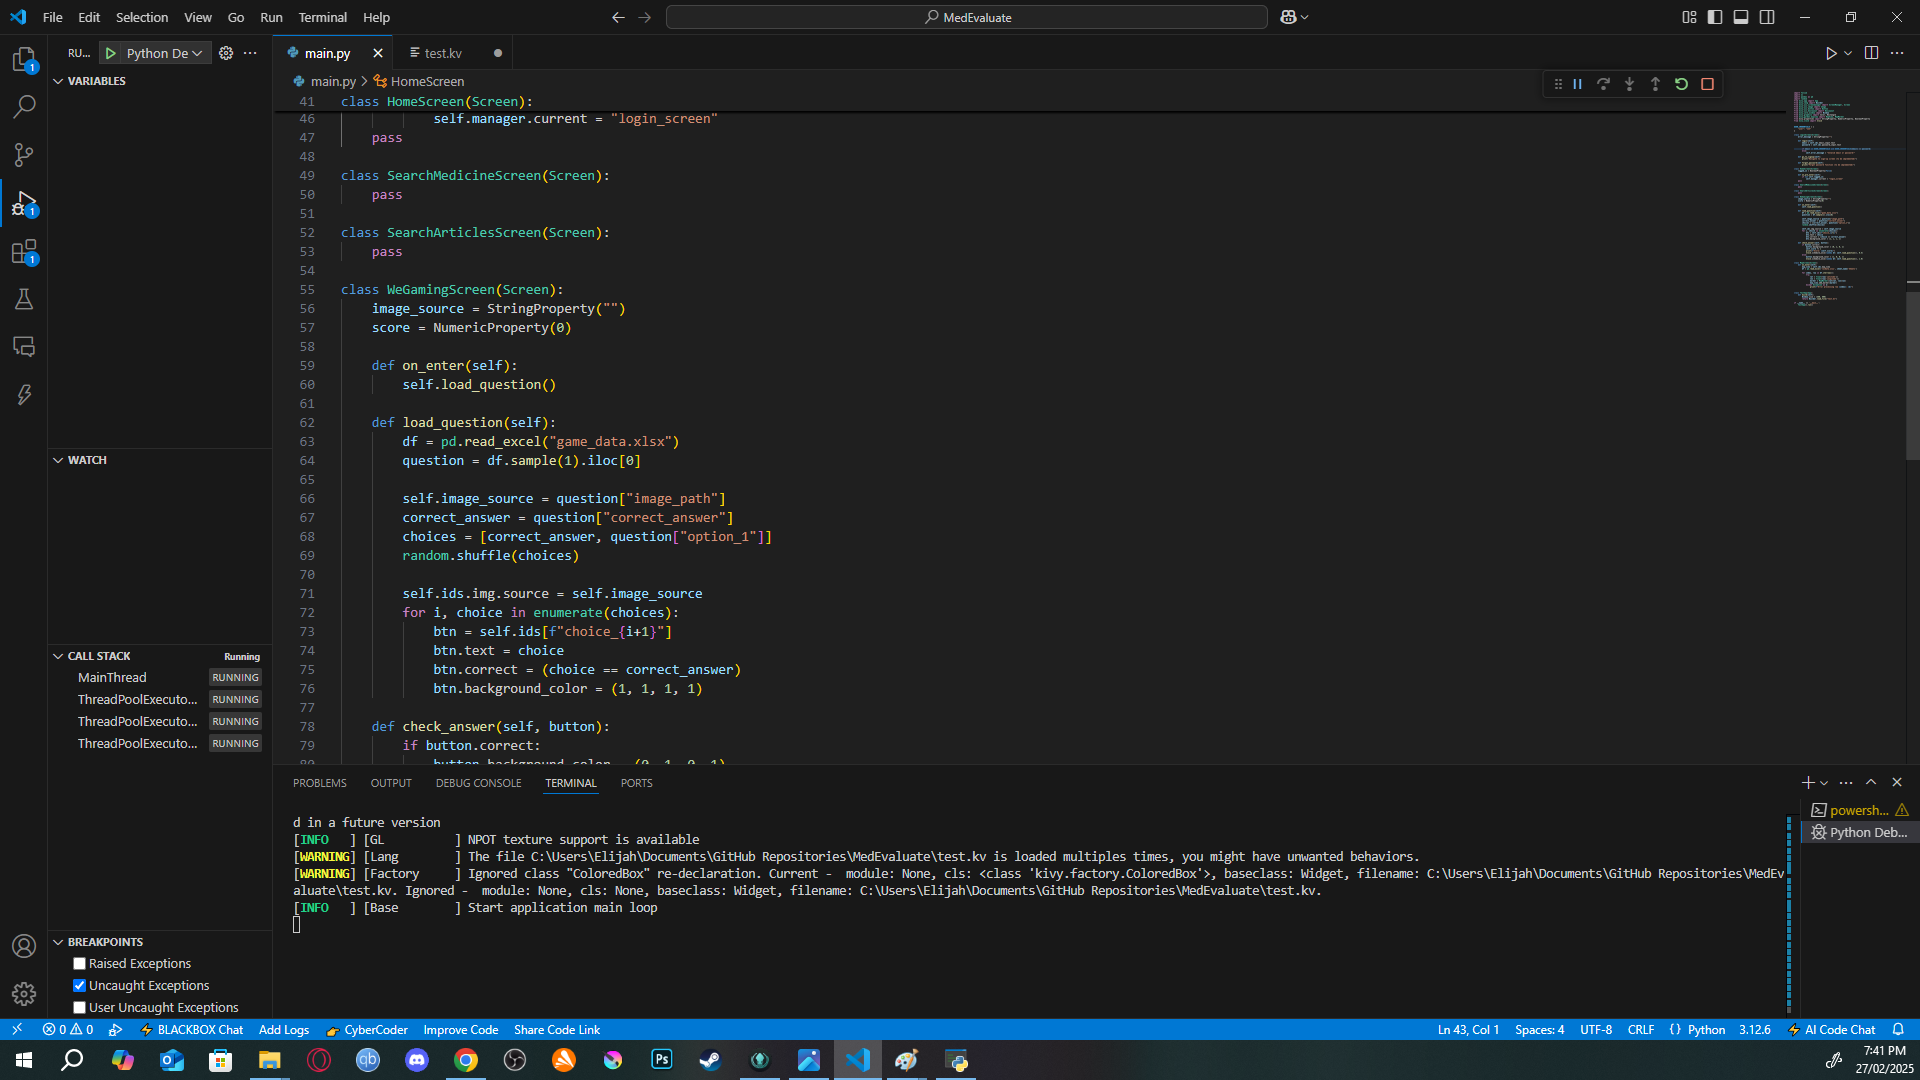 File Edit Selection View Go Run Terminal Help
MedEvaluate
RU... Python De
main.py
test.kv
main.py > HomeScreen
VARIABLES
WATCH
CALL STACK Running
MainThread RUNNING
ThreadPoolExecuto... RUNNING
ThreadPoolExecuto... RUNNING
ThreadPoolExecuto... RUNNING
BREAKPOINTS
Raised Exceptions
Uncaught Exceptions
User Uncaught Exceptions
41 class HomeScreen(Screen):
46 self.manager.current = "login_screen"
47 pass
48
49 class SearchMedicineScreen(Screen):
50 pass
51
52 class SearchArticlesScreen(Screen):
53 pass
54
55 class WeGamingScreen(Screen):
56 image_source = StringProperty("")
57 score = NumericProperty(0)
58
59 def on_enter(self):
60 self.load_question()
61
62 def load_question(self):
63 df = pd.read_excel("game_data.xlsx")
64 question = df.sample(1).iloc[0]
65
66 self.image_source = question["image_path"]
67 correct_answer = question["correct_answer"]
68 choices = [correct_answer, question["option_1"]]
69 random.shuffle(choices)
70
71 self.ids.img.source = self.image_source
72 for i, choice in enumerate(choices):
73 btn = self.ids[f"choice_{i+1}"]
74 btn.text = choice
75 btn.correct = (choice == correct_answer)
76 btn.background_color = (1, 1, 1, 1)
77
78 def check_answer(self, button):
79 if button.correct:
80 button.background_color = (0, 1, 0, 1)
PROBLEMS OUTPUT DEBUG CONSOLE TERMINAL PORTS
d in a future version
[INFO ] [GL ] NPOT texture support is available
[WARNING] [Lang ] The file C:\Users\Elijah\Documents\GitHub Repositories\MedEvaluate\test.kv is loaded multiples times, you might have unwanted behaviors.
[WARNING] [Factory ] Ignored class "ColoredBox" re-declaration. Current - module: None, cls: <class 'kivy.factory.ColoredBox'>, baseclass: Widget, filename: C:\Users\Elijah\Documents\GitHub Repositories\MedEv
aluate\test.kv. Ignored - module: None, cls: None, baseclass: Widget, filename: C:\Users\Elijah\Documents\GitHub Repositories\MedEvaluate\test.kv.
[INFO ] [Base ] Start application main loop
powersh...
Python Deb...
0 0 BLACKBOX Chat Add Logs CyberCoder Improve Code Share Code Link
Ln 43, Col 1 Spaces: 4 UTF-8 CRLF {} Python 3.12.6 AI Code Chat
7:41 PM
27/02/2025